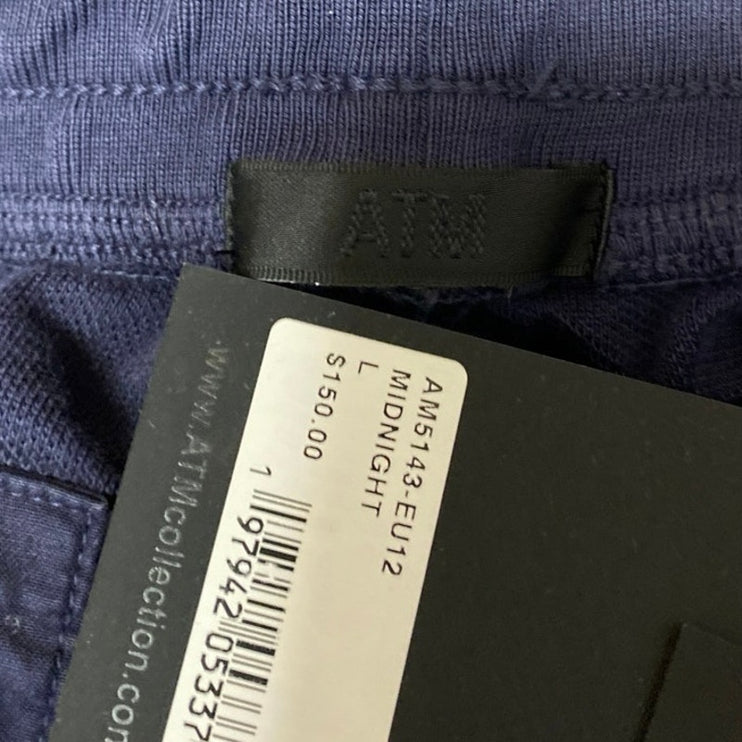 ATM
AM5143-EU12
MIDNIGHT
L
$150.00
1 97942 05337
www.ATMcollection.com